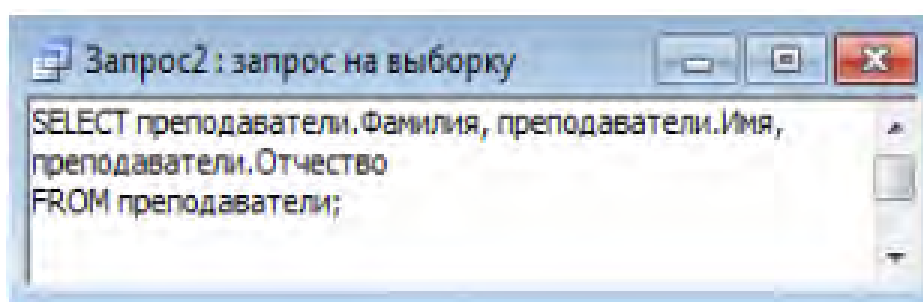 Запрос2 : запрос на выборку
SELECT преподаватели.Фамилия, преподаватели.Имя,
преподаватели.Отчество
FROM преподаватели;